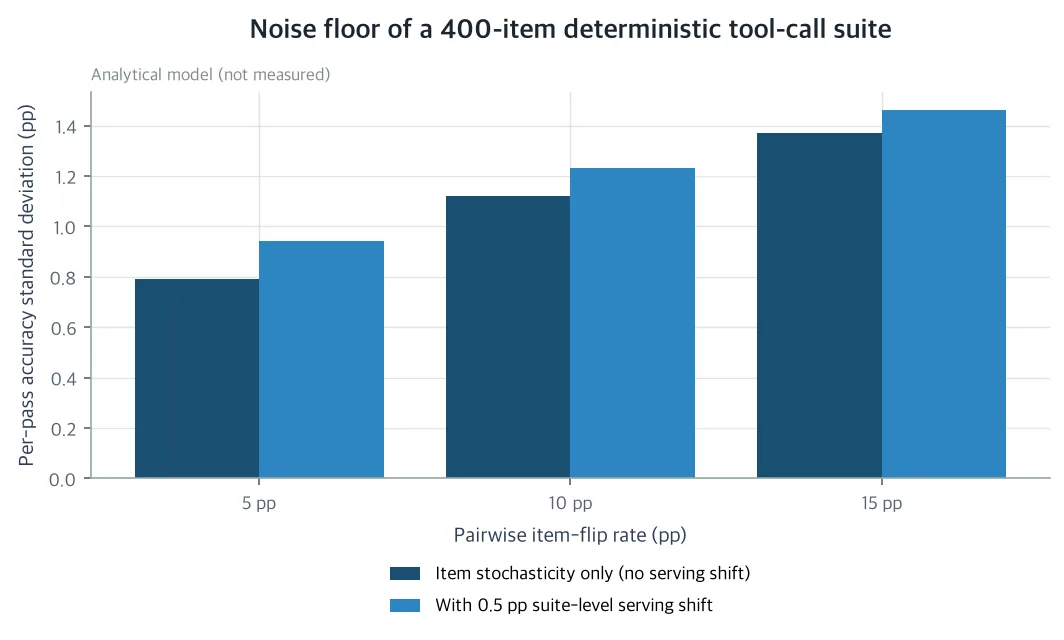 Noise floor of a 400-item deterministic tool-call suite
Analytical model (not measured)
Per-pass accuracy standard deviation (pp)
1.4
1.2
1.0
0.8
0.6
0.4
0.2
0.0
5 pp
10 pp
15 pp
Pairwise item-flip rate (pp)
Item stochasticity only (no serving shift)
With 0.5 pp suite-level serving shift